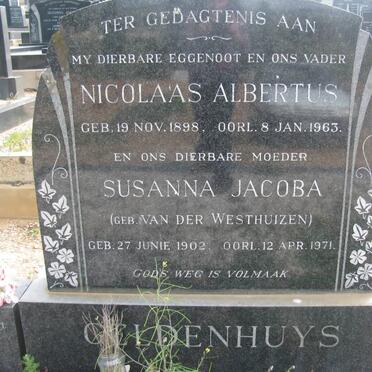 TER GEDAGTENIS AAN
MY DIERBARE EGGENOOT EN ONS VADER
NICOLAAS ALBERTUS
GEB. 19 NOV. 1898. OORL. 8 JAN. 1963.
EN ONS DIERBARE MOEDER
SUSANNA JACOBA
(GEB. VAN DER WESTHUIZEN)
GEB. 27 JUNIE 1902. OORL. 12 APR. 1971.
GODS WEG IS VOLMAAK.
GELDENHUYS